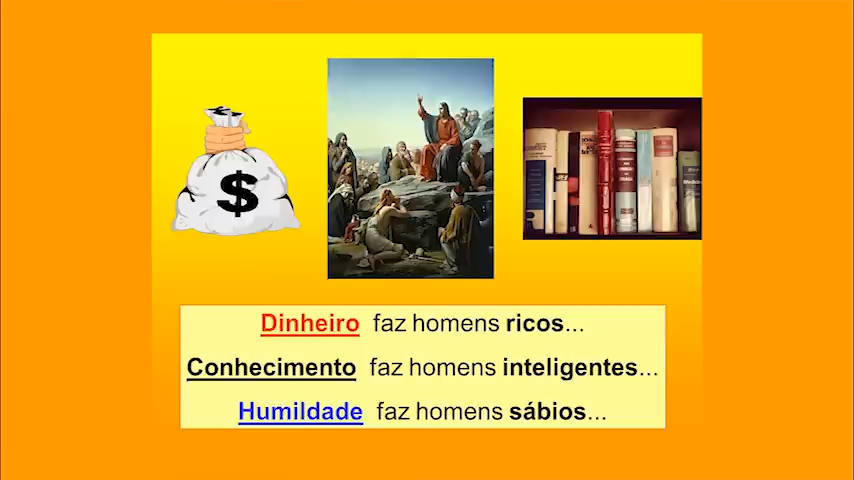 $
Dinheiro faz homens ricos...
Conhecimento faz homens inteligentes...
Humildade faz homens sábios...